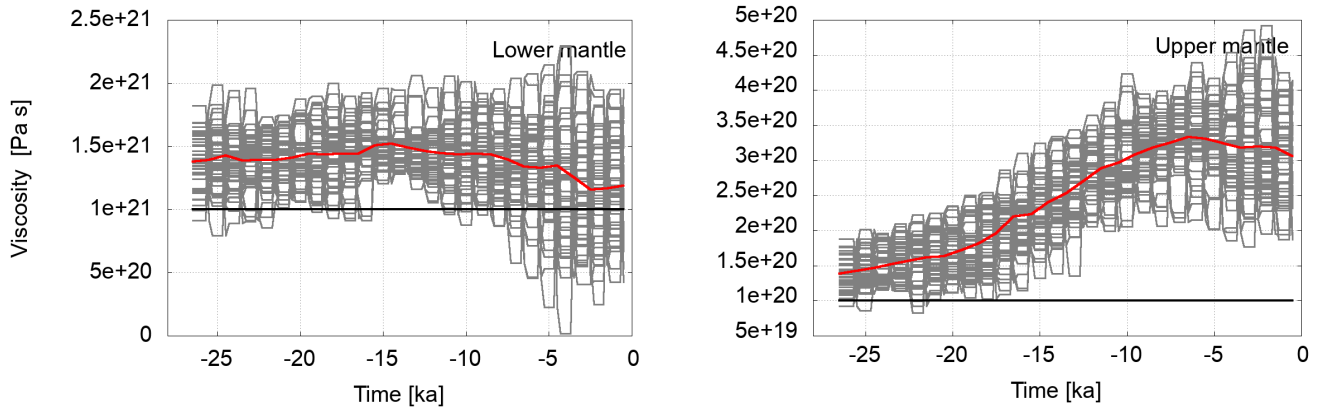 Viscosity [Pa s]
2.5e+21
2e+21
1.5e+21
1e+21
5e+20
0
Lower mantle
-25 -20 -15 -10 -5 0
Time [ka]
5e+20
4.5e+20
4e+20
3.5e+20
3e+20
2.5e+20
2e+20
1.5e+20
1e+20
5e+19
Upper mantle
-25 -20 -15 -10 -5 0
Time [ka]